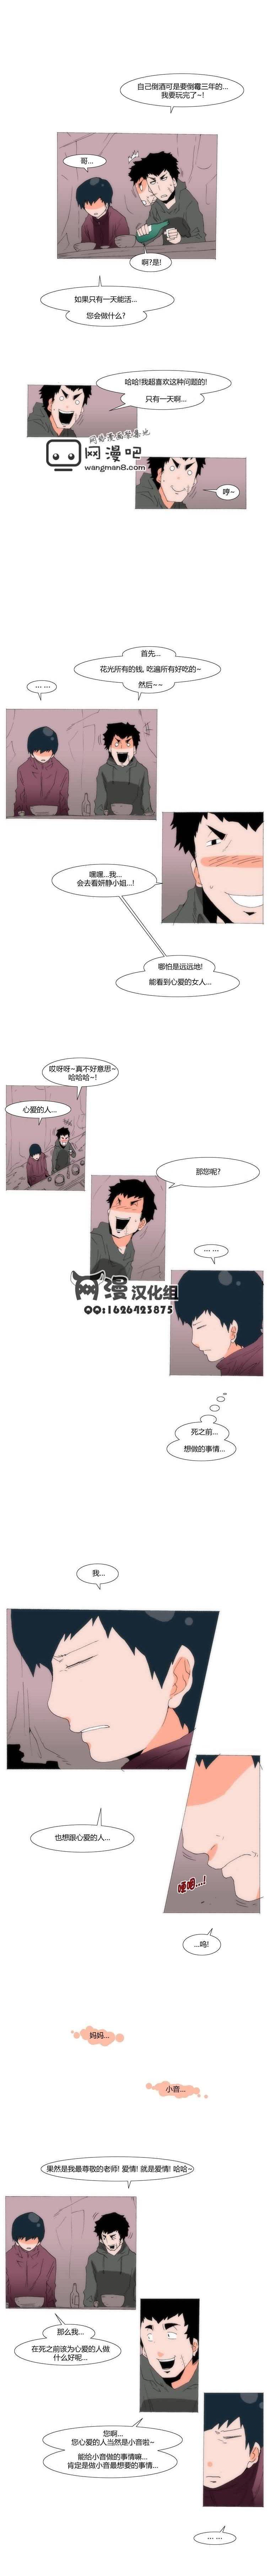 自己倒酒可是要倒霉三年的...
我要玩完了~!
哥...
啊?是!
如果只有一天能活...
您会做什么?
哈哈!我超喜欢这种问题的!
只有一天啊...
网易漫画聚集地
网漫吧
wangman8.com
哼~
首先...
花光所有的钱, 吃遍所有好吃的~
然后~~
... ...
嘿嘿...我...
会去看妍静小姐...!
哪怕是远远地!
能看到心爱的女人...
哎呀呀~真不好意思~
哈哈哈~!
心爱的人...
那您呢?
... ...
网漫汉化组
QQ:1626423875
死之前...
想做的事情...
我...
也想跟心爱的人...
哽咽...!
...呜!
妈妈...
小音...
果然是我最尊敬的老师! 爱情! 就是爱情! 哈哈~
那么我...
在死之前该为心爱的人做
什么好呢...
您啊...
您心爱的人当然是小音啦~
能给小音做的事情嘛...
肯定是做小音最想要的事情...
... ...